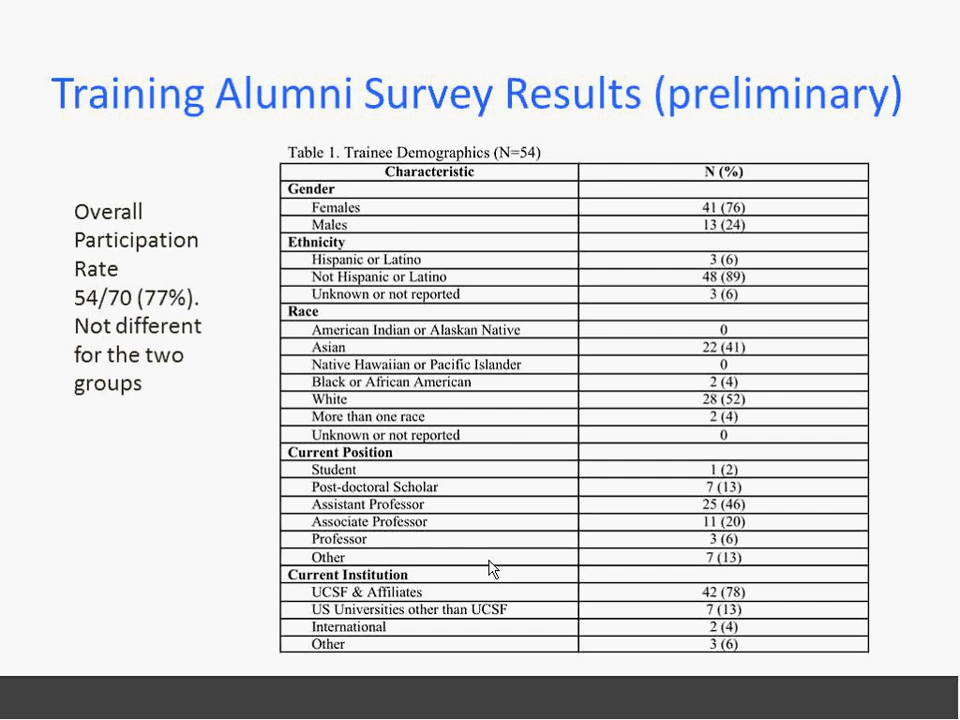 Training Alumni Survey Results (preliminary)
Overall
Participation
Rate
54/70 (77%).
Not different
for the two
groups
Table 1. Trainee Demographics (N=54)
Characteristic N (%)
Gender
Females 41 (76)
Males 13 (24)
Ethnicity
Hispanic or Latino 3 (6)
Not Hispanic or Latino 48 (89)
Unknown or not reported 3 (6)
Race
American Indian or Alaskan Native 0
Asian 22 (41)
Native Hawaiian or Pacific Islander 0
Black or African American 2 (4)
White 28 (52)
More than one race 2 (4)
Unknown or not reported 0
Current Position
Student 1 (2)
Post-doctoral Scholar 7 (13)
Assistant Professor 25 (46)
Associate Professor 11 (20)
Professor 3 (6)
Other 7 (13)
Current Institution
UCSF & Affiliates 42 (78)
US Universities other than UCSF 7 (13)
International 2 (4)
Other 3 (6)